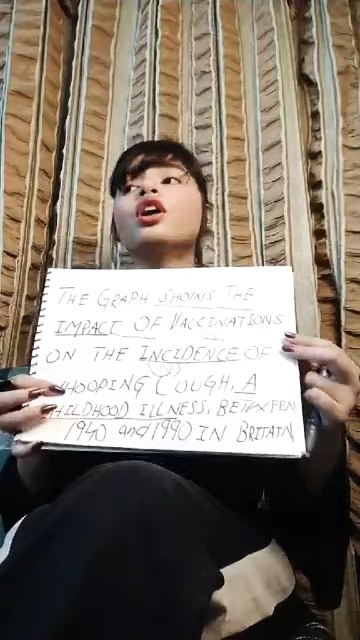 THE GRAPH SHOWS THE
IMPACT OF VACCINATIONS
ON THE INCIDENCE OF
WHOOPING COUGH, A
CHILDHOOD ILLNESS, BETWEEN
1940 and 1990 IN BRITAIN